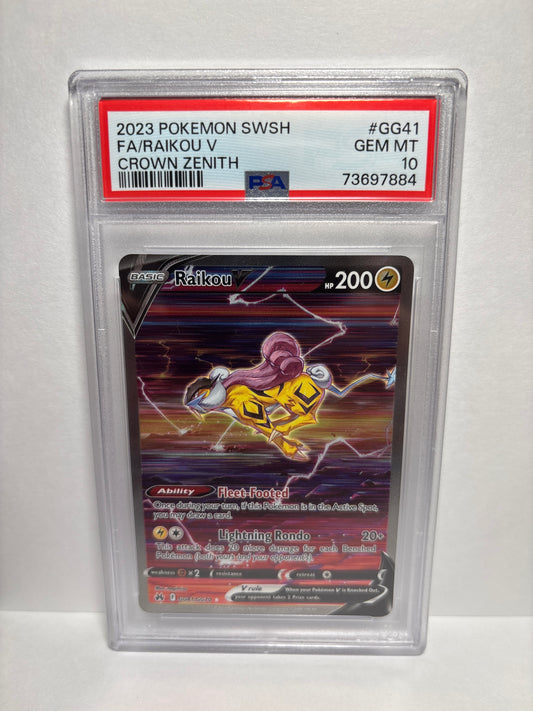 2023 POKEMON SWSH #GG41
FA/RAIKOU V GEM MT
CROWN ZENITH 10
PSA 73697884
BASIC Raikou V HP 200
Ability Fleet-Footed
Once during your turn, if this Pokémon is in the Active Spot,
you may draw a card.
Lightning Rondo 20+
This attack does 20 more damage for each Benched
Pokémon (both yours and your opponent's).
weakness ×2 resistance retreat
V rule When your Pokémon V is Knocked Out,
your opponent takes 2 Prize cards.